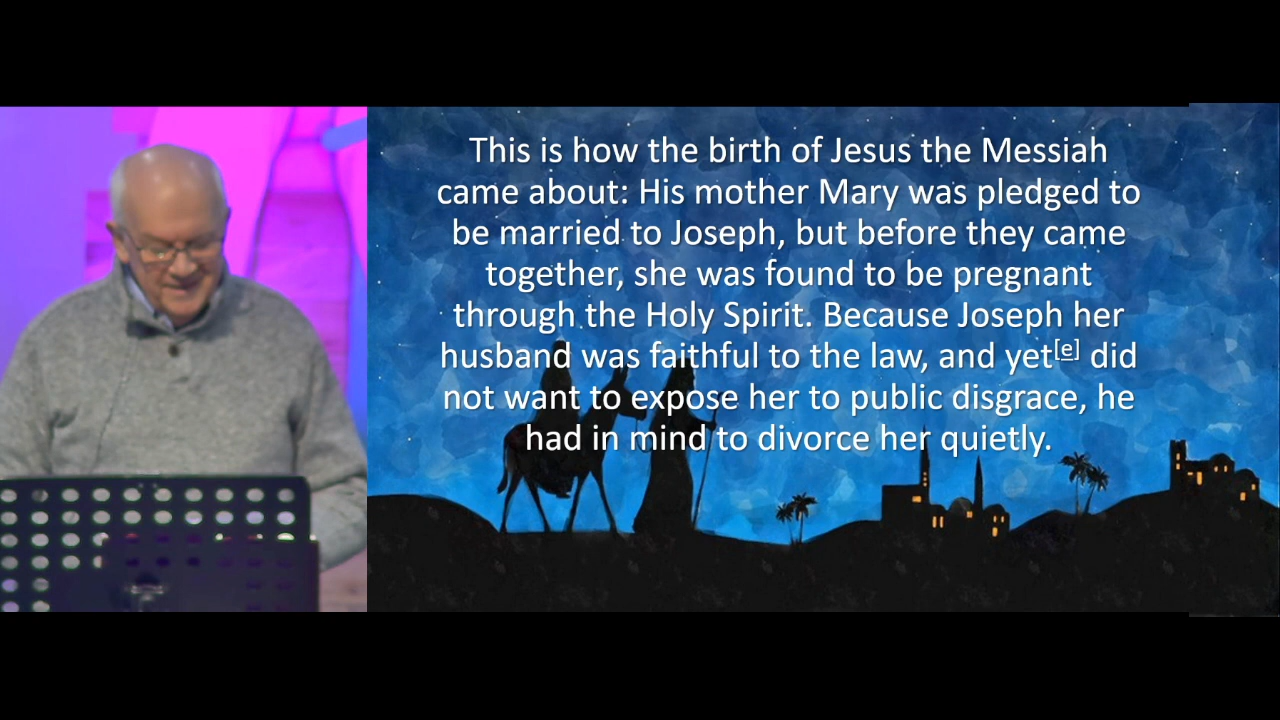 This is how the birth of Jesus the Messiah
came about: His mother Mary was pledged to
be married to Joseph, but before they came
together, she was found to be pregnant
through the Holy Spirit. Because Joseph her
husband was faithful to the law, and yet[e] did
not want to expose her to public disgrace, he
had in mind to divorce her quietly.